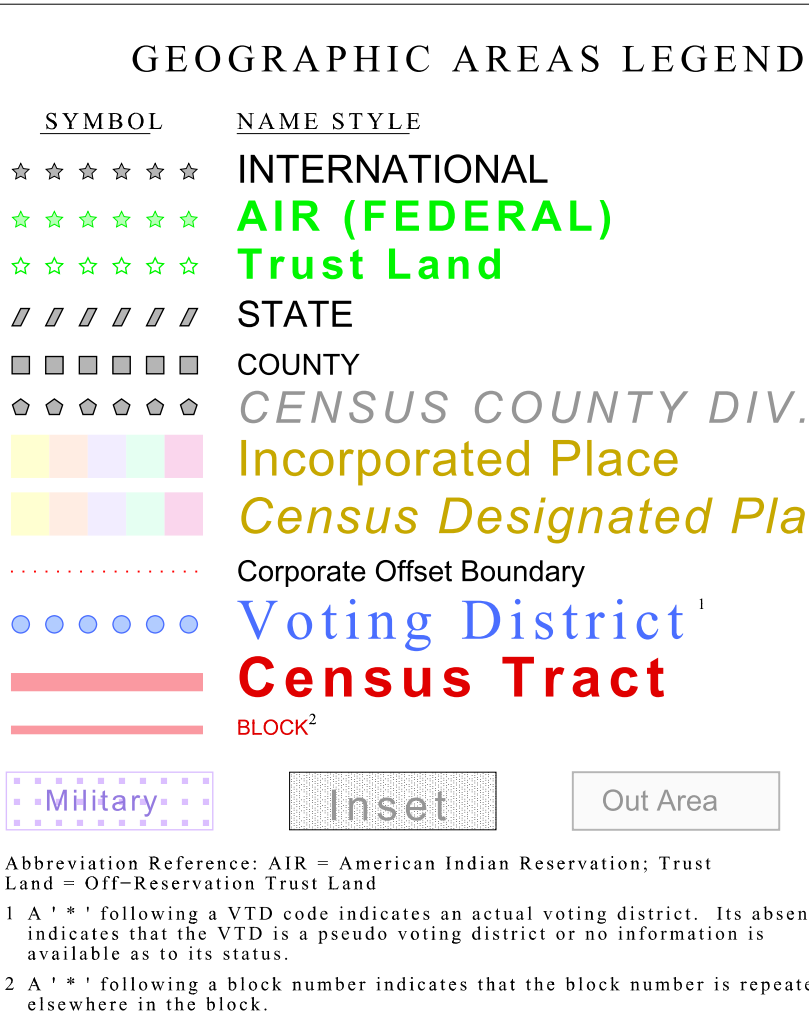 GEOGRAPHIC AREAS LEGEND
SYMBOL NAME STYLE
INTERNATIONAL
AIR (FEDERAL)
Trust Land
STATE
COUNTY
CENSUS COUNTY DIV.
Incorporated Place
Census Designated Pla
Corporate Offset Boundary
Voting District 1
Census Tract
BLOCK2
Military Inset Out Area
Abbreviation Reference: AIR = American Indian Reservation; Trust
Land = Off−Reservation Trust Land
1 A ' * ' following a VTD code indicates an actual voting district. Its absen
indicates that the VTD is a pseudo voting district or no information is
available as to its status.
2 A ' * ' following a block number indicates that the block number is repeate
elsewhere in the block.